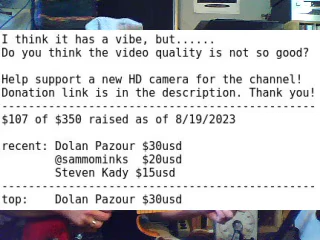 I think it has a vibe, but......
Do you think the video quality is not so good?
Help support a new HD camera for the channel!
Donation link is in the description. Thank you!
-----------------------------------------------
$107 of $350 raised as of 8/19/2023
recent: Dolan Pazour $30usd
@sammominks  $20usd
Steven Kady $15usd
-----------------------------------------------
top:    Dolan Pazour $30usd